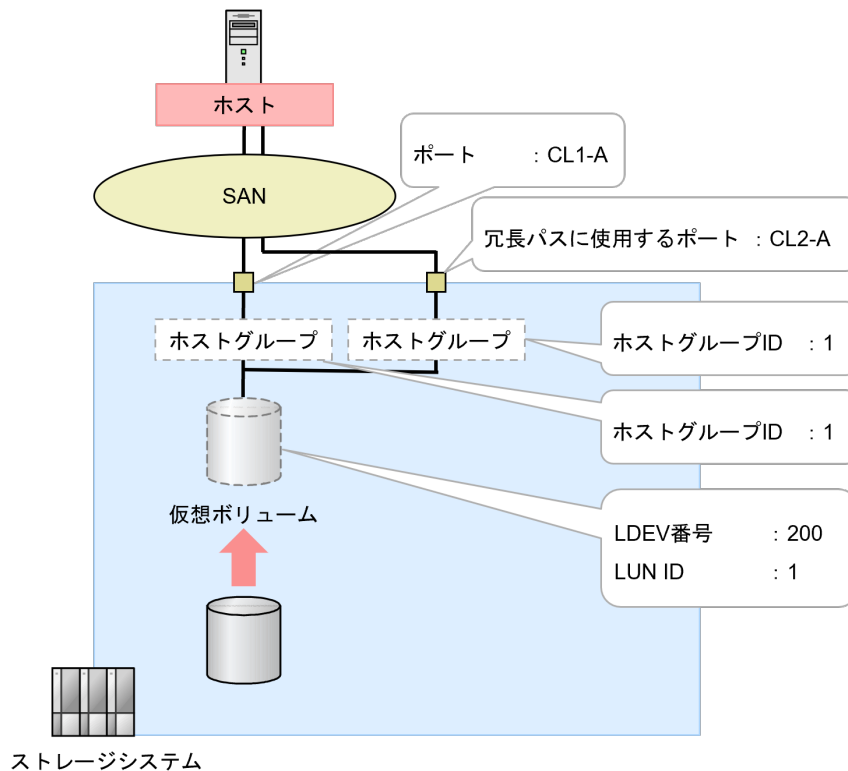 ホスト
ポート : CL1-A
SAN
冗長パスに使用するポート : CL2-A
ホストグループ
ホストグループ
ホストグループID : 1
ホストグループID : 1
仮想ボリューム
LDEV番号 : 200
LUN ID : 1
ストレージシステム